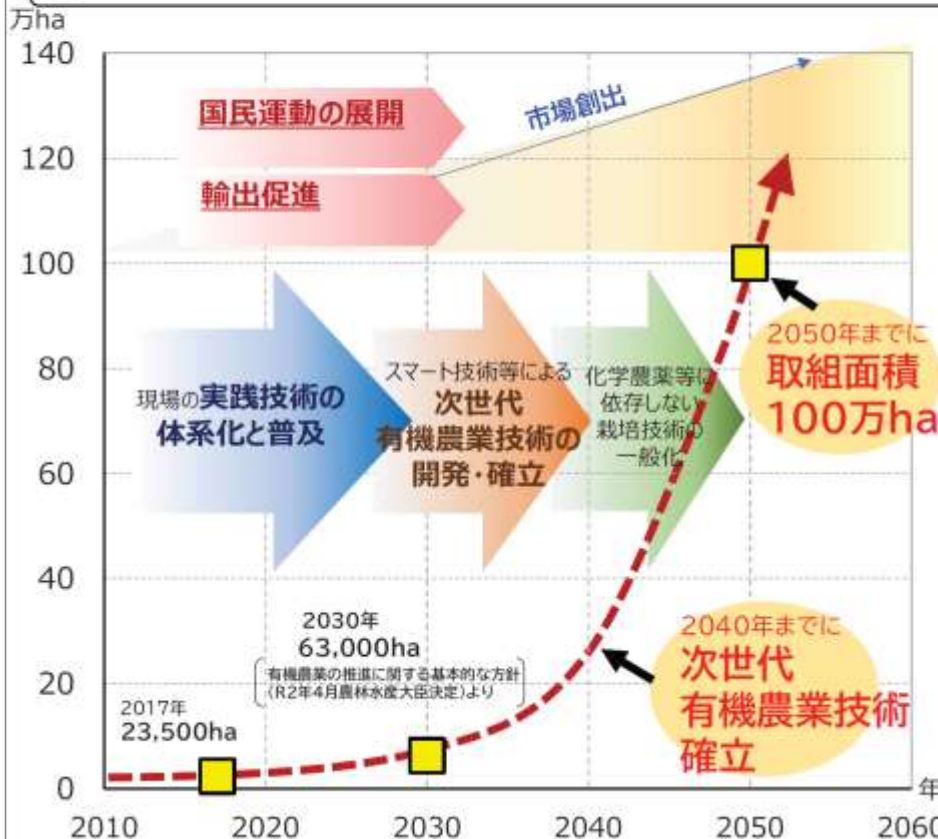 万ha
140
120
100
80
60
40
20
0
国民運動の展開
輸出促進
市場創出
現場の実践技術の
体系化と普及
スマート技術等による
次世代
有機農業技術の
開発・確立
化学農薬等に
依存しない
栽培技術の
一般化
2050年までに
取組面積
100万ha
2040年までに
次世代
有機農業技術
確立
2030年
63,000ha
有機農業の推進に関する基本的な方針
(R2年4月農林水産大臣決定)より
2017年
23,500ha
年
2010
2020
2030
2040
2050
2060